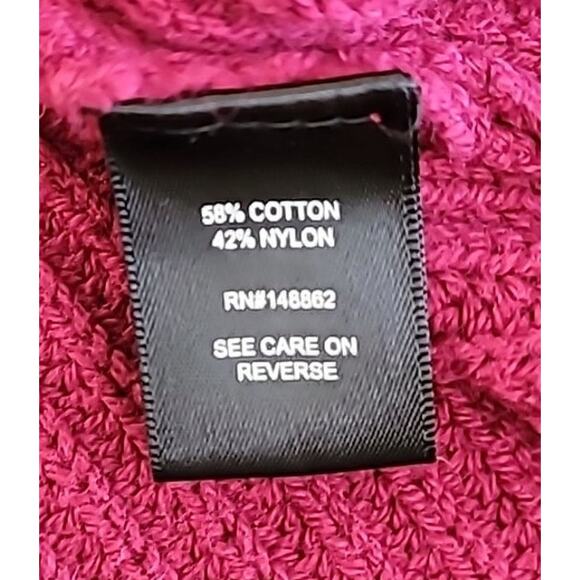 58% COTTON
42% NYLON
RN#148862
SEE CARE ON
REVERSE